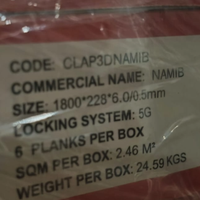 CODE: CLAP3DNAMIB
COMMERCIAL NAME: NAMIB
SIZE: 1800*228*6.0/0.5mm
LOCKING SYSTEM: 5G
6 PLANKS PER BOX
SQM PER BOX: 2.46 M²
WEIGHT PER BOX: 24.59 KGS